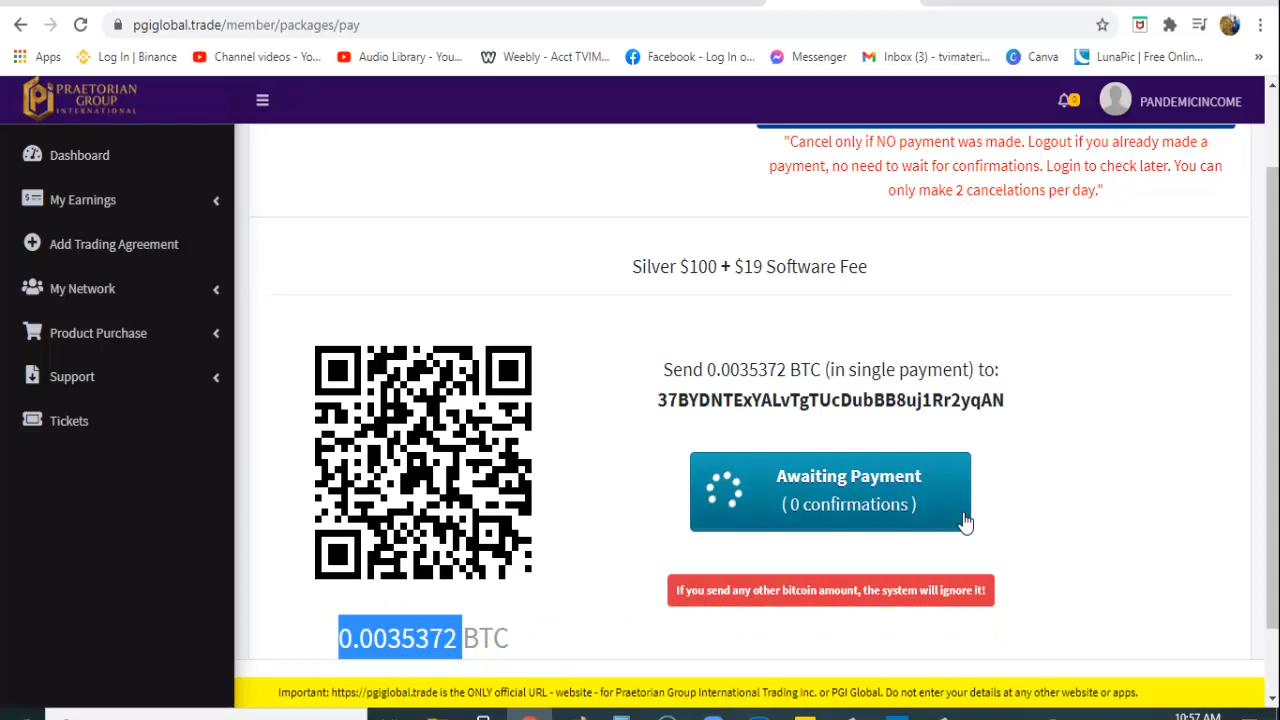 pgiglobal.trade/member/packages/pay
Apps
Log In | Binance
Channel videos - Yo...
Audio Library - You...
Weebly - Acct TVIM...
Facebook - Log In o...
Messenger
Inbox (3) - tvimateri...
Canva
LunaPic | Free Onlin...
»
PRAETORIAN
GROUP
INTERNATIONAL
0
PANDEMICINCOME
Dashboard
My Earnings
Add Trading Agreement
My Network
Product Purchase
Support
Tickets
"Cancel only if NO payment was made. Logout if you already made a
payment, no need to wait for confirmations. Login to check later. You can
only make 2 cancelations per day."
Silver $100 + $19 Software Fee
Send 0.0035372 BTC (in single payment) to:
37BYDNTExYALvTgTUcDubBB8uj1Rr2yqAN
Awaiting Payment
( 0 confirmations )
If you send any other bitcoin amount, the system will ignore it!
0.0035372 BTC
Important: https://pgiglobal.trade is the ONLY official URL - website - for Praetorian Group International Trading Inc. or PGI Global. Do not enter your details at any other website or apps.
10:57 AM